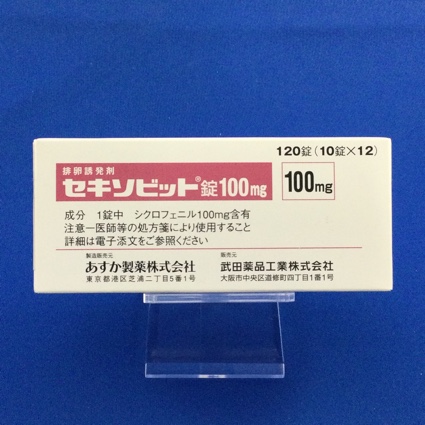 120錠(10錠×12)
排卵誘発剤
セキソビット®錠100mg
100mg
成分 1錠中 シクロフェニル100mg含有
注意-医師等の処方箋により使用すること
詳細は電子添文をご参照ください
製造販売元
あすか製薬株式会社
東京都港区芝浦二丁目5番1号
販売元
武田薬品工業株式会社
大阪市中央区道修町四丁目1番1号